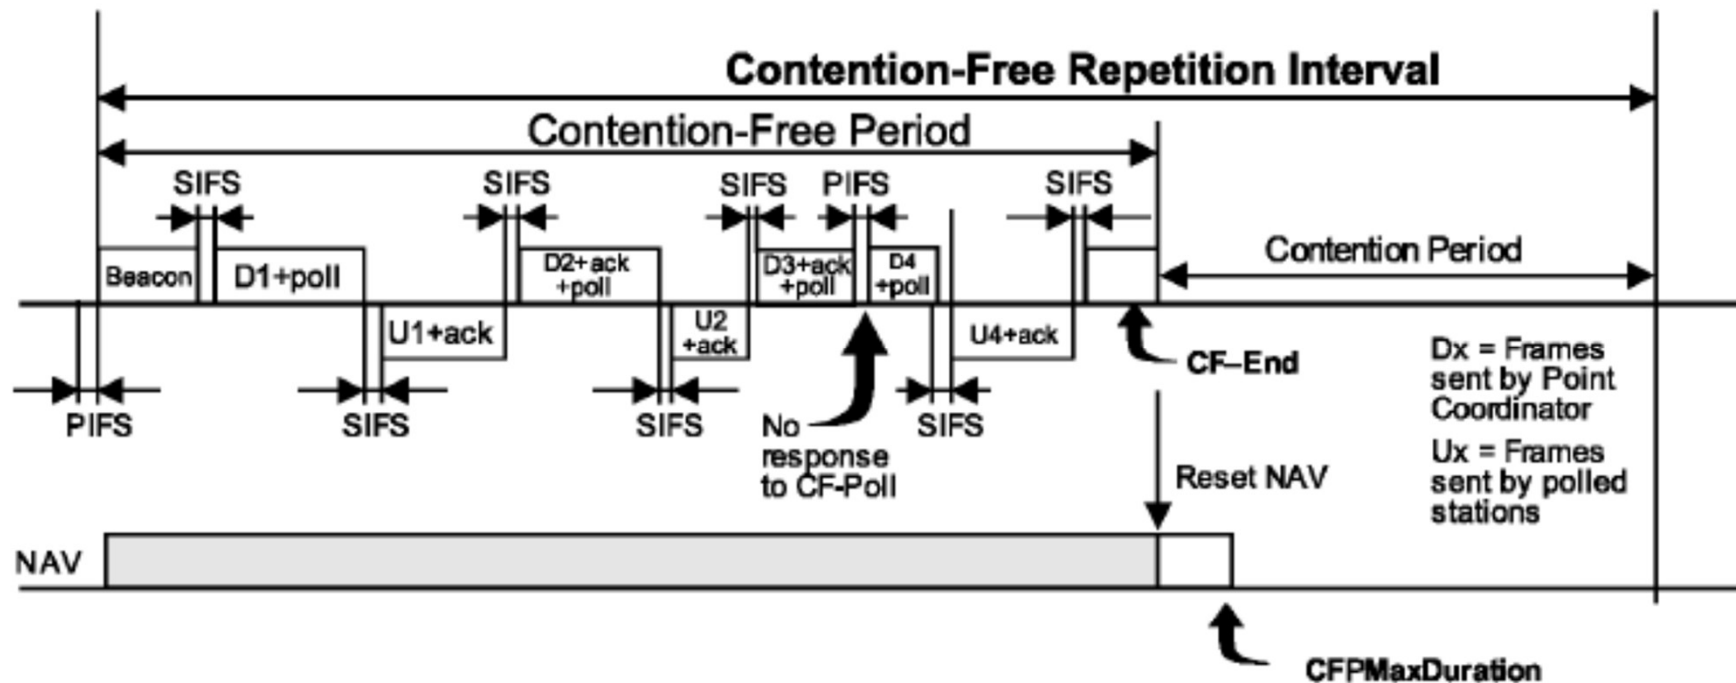 Contention-Free Repetition Interval
Contention-Free Period
SIFS
SIFS
SIFS
PIFS
SIFS
Contention Period
Beacon
D1+poll
D2+ack
+poll
D3+ack
+poll
D4
+poll
U1+ack
U2
+ack
U4+ack
CF–End
PIFS
SIFS
SIFS
SIFS
No
response
to CF-Poll
Dx = Frames
sent by Point
Coordinator
Ux = Frames
sent by polled
stations
Reset NAV
NAV
CFPMaxDuration